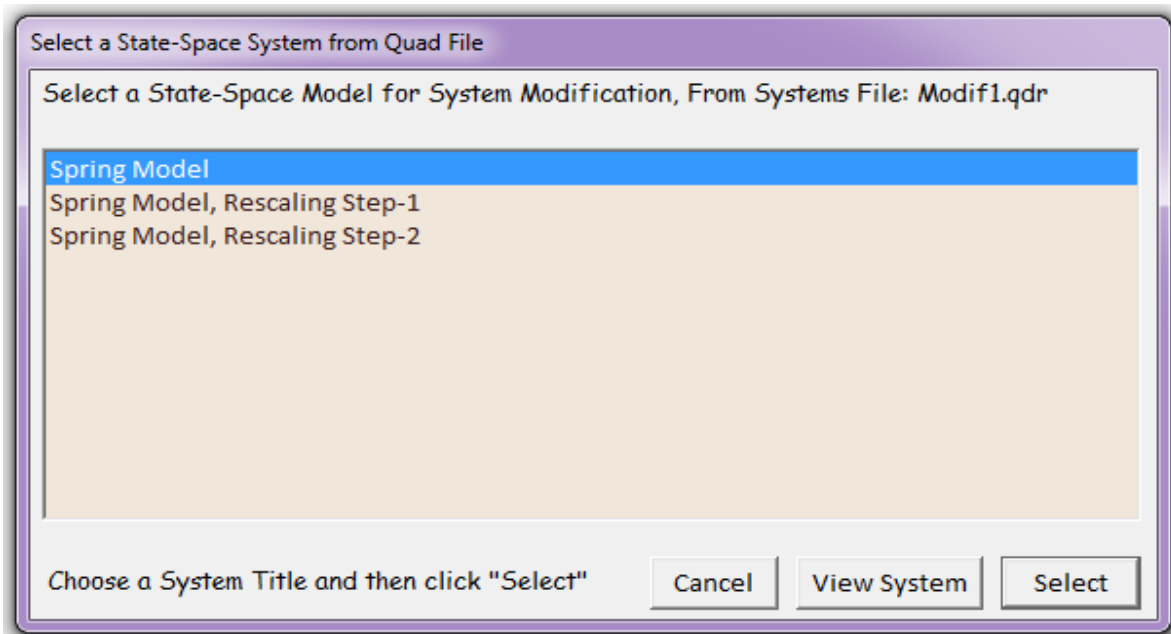 Select a State-Space System from Quad File
Select a State-Space Model for System Modification, From Systems File: Modif1.qdr
Spring Model
Spring Model, Rescaling Step-1
Spring Model, Rescaling Step-2
Choose a System Title and then click "Select"
Cancel
View System
Select